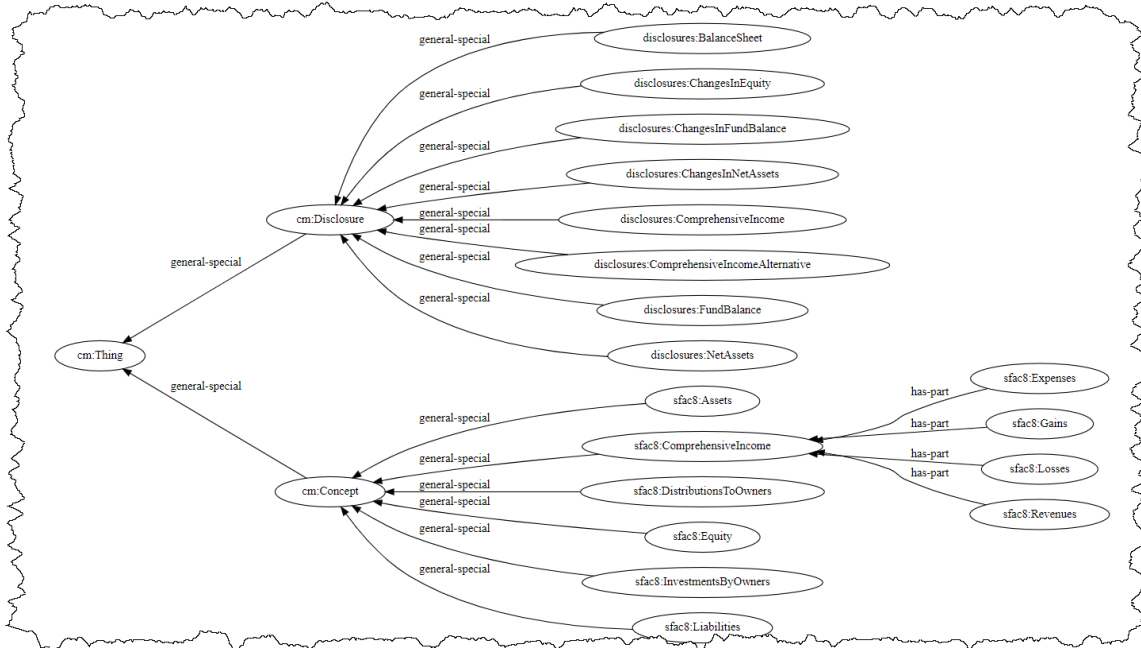 disclosures:BalanceSheet
general-special
disclosures:ChangesInEquity
general-special
disclosures:ChangesInFundBalance
general-special
disclosures:ChangesInNetAssets
general-special
cm:Disclosure
general-special
disclosures:ComprehensiveIncome
general-special
general-special
disclosures:ComprehensiveIncomeAlternative
general-special
general-special
disclosures:FundBalance
cm:Thing
disclosures:NetAssets
general-special
sfac8:Assets
general-special
sfac8:ComprehensiveIncome
general-special
cm:Concept
general-special
sfac8:DistributionsToOwners
general-special
sfac8:Equity
general-special
sfac8:InvestmentsByOwners
sfac8:Liabilities
has-part
sfac8:Expenses
has-part
sfac8:Gains
has-part
sfac8:Losses
has-part
sfac8:Revenues